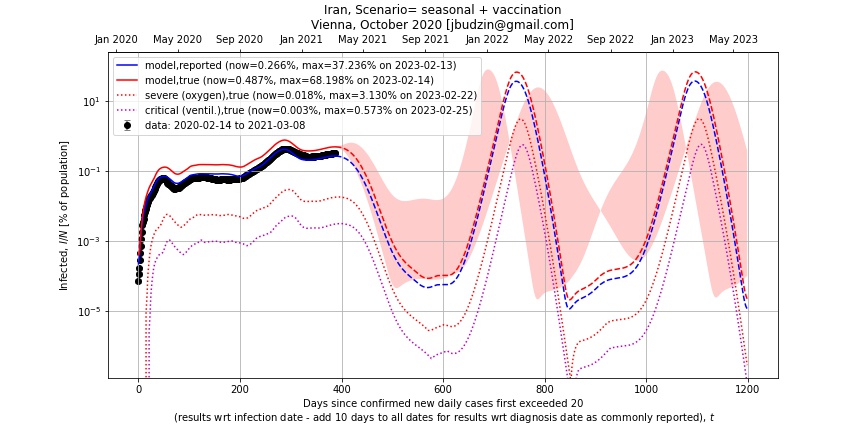 Iran, Scenario= seasonal + vaccination
Vienna, October 2020 [jbudzin@gmail.com]
Jan 2020 May 2020 Sep 2020 Jan 2021 May 2021 Sep 2021 Jan 2022 May 2022 Sep 2022 Jan 2023 May 2023
model,reported (now=0.266%, max=37.236% on 2023-02-13)
model,true (now=0.487%, max=68.198% on 2023-02-14)
severe (oxygen),true (now=0.018%, max=3.130% on 2023-02-22)
critical (ventil.),true (now=0.003%, max=0.573% on 2023-02-25)
data: 2020-02-14 to 2021-03-08
Infected, I/N [% of population]
10¹
10⁻¹
10⁻³
10⁻⁵
0 200 400 600 800 1000 1200
Days since confirmed new daily cases first exceeded 20
(results wrt infection date - add 10 days to all dates for results wrt diagnosis date as commonly reported), t